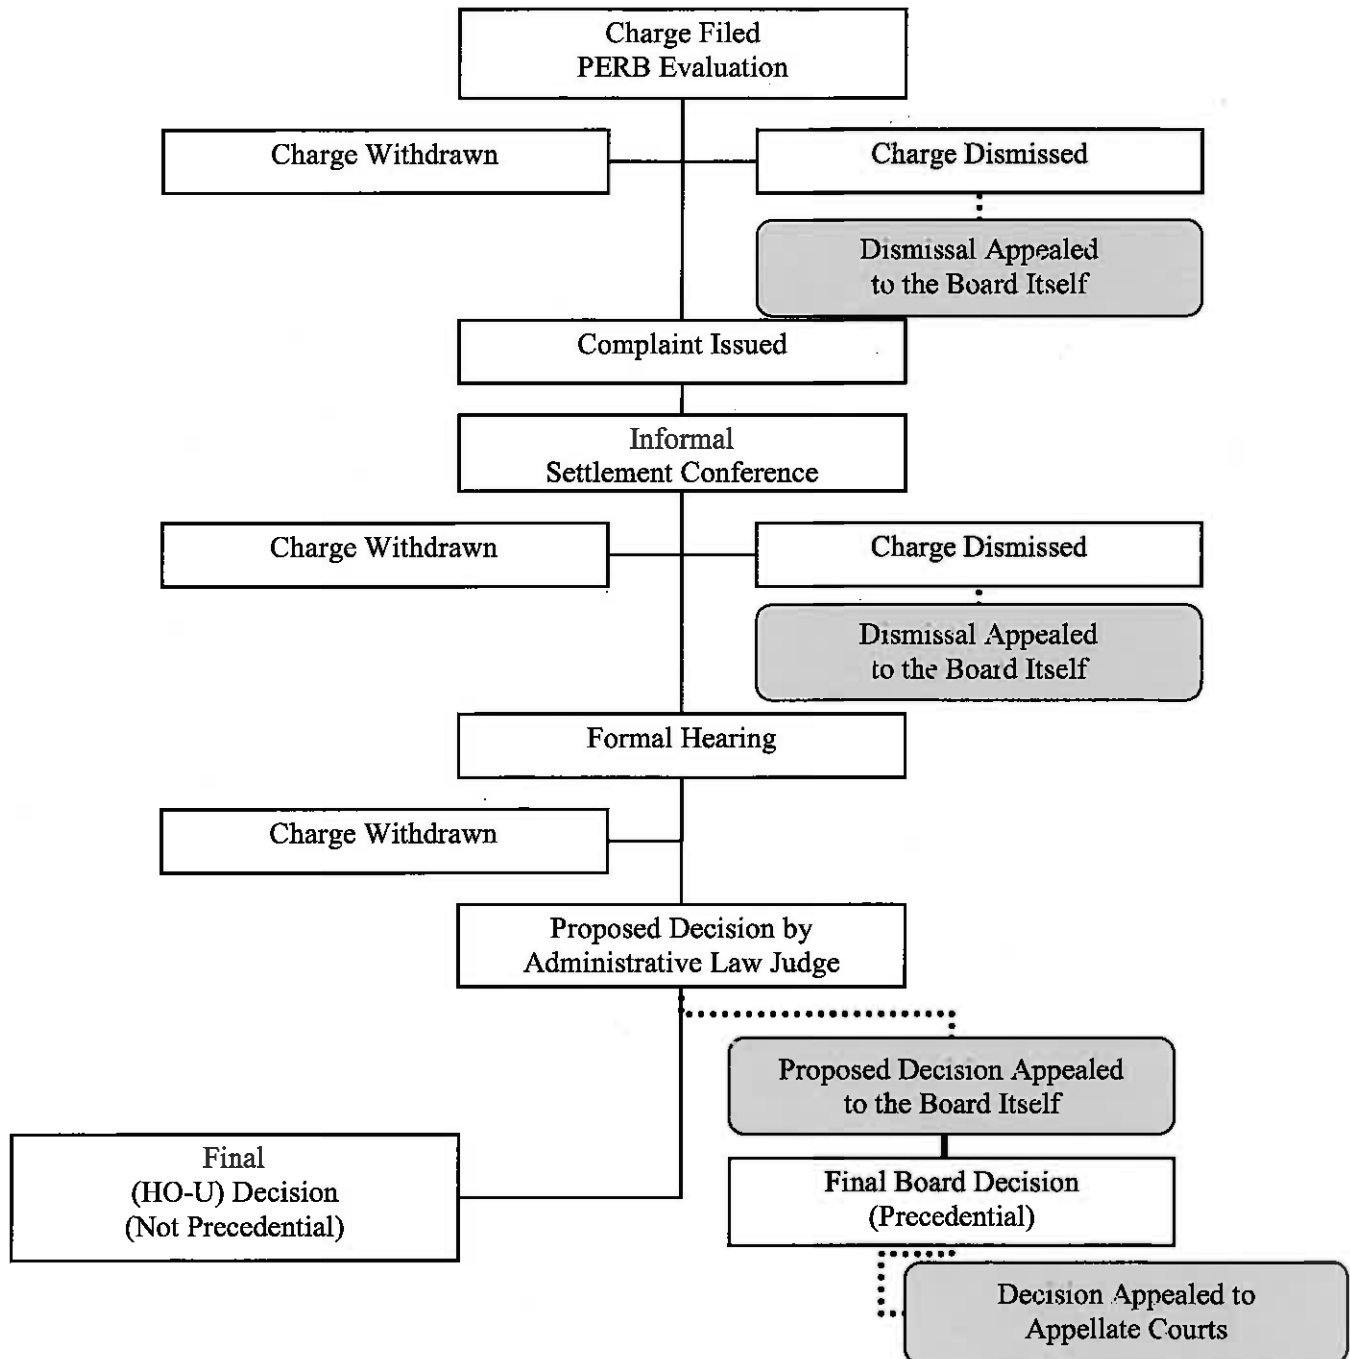 Charge Filed
PERB Evaluation
Charge Withdrawn
Charge Dismissed
Dismissal Appealed
to the Board Itself
Complaint Issued
Informal
Settlement Conference
Charge Withdrawn
Charge Dismissed
Dismissal Appealed
to the Board Itself
Formal Hearing
Charge Withdrawn
Proposed Decision by
Administrative Law Judge
Proposed Decision Appealed
to the Board Itself
Final
(HO-U) Decision
(Not Precedential)
Final Board Decision
(Precedential)
Decision Appealed to
Appellate Courts